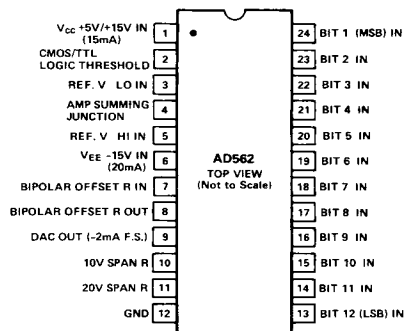 Vcc +5V/+15V IN
(15mA)
1
CMOS/TTL
LOGIC THRESHOLD
2
REF. V LO IN
3
AMP SUMMING
JUNCTION
4
REF. V HI IN
5
VEE -15V IN
(20mA)
6
BIPOLAR OFFSET R IN
7
BIPOLAR OFFSET R OUT
8
DAC OUT (-2mA F.S.)
9
10V SPAN R
10
20V SPAN R
11
GND
12
AD562
TOP VIEW
(Not to Scale)
24 BIT 1 (MSB) IN
23 BIT 2 IN
22 BIT 3 IN
21 BIT 4 IN
20 BIT 5 IN
19 BIT 6 IN
18 BIT 7 IN
17 BIT 8 IN
16 BIT 9 IN
15 BIT 10 IN
14 BIT 11 IN
13 BIT 12 (LSB) IN